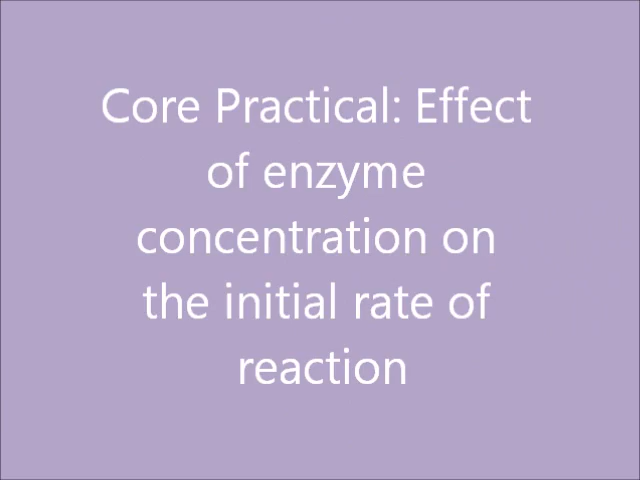 Core Practical: Effect
of enzyme
concentration on
the initial rate of
reaction